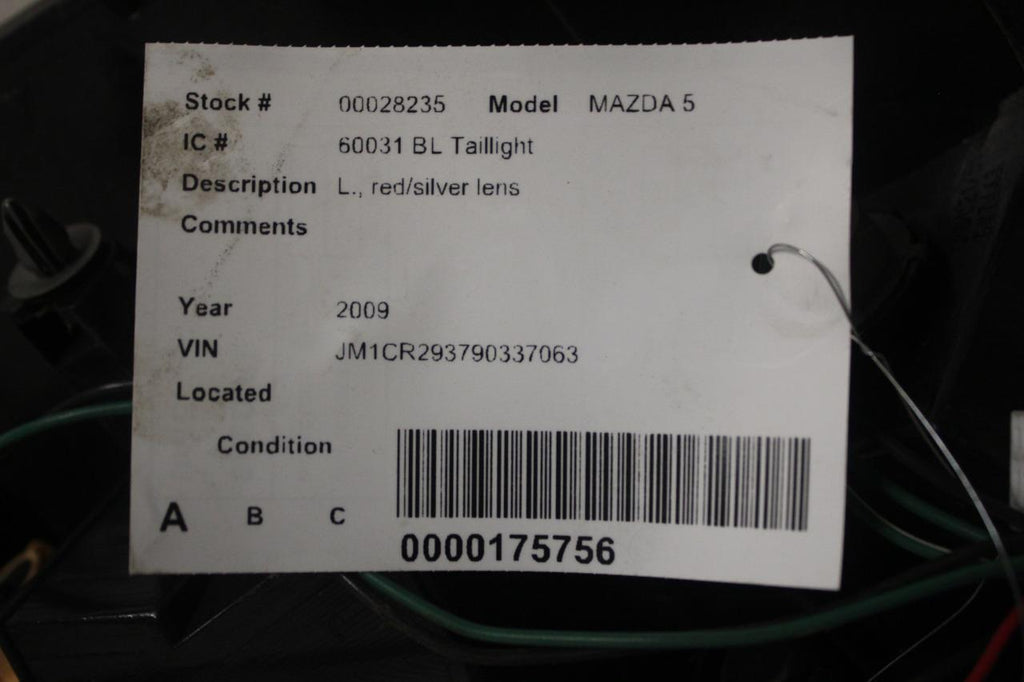 Stock # 00028235 Model MAZDA 5
IC # 60031 BL Taillight
Description L., red/silver lens
Comments
Year 2009
VIN JM1CR293790337063
Located
Condition
A B C
0000175756